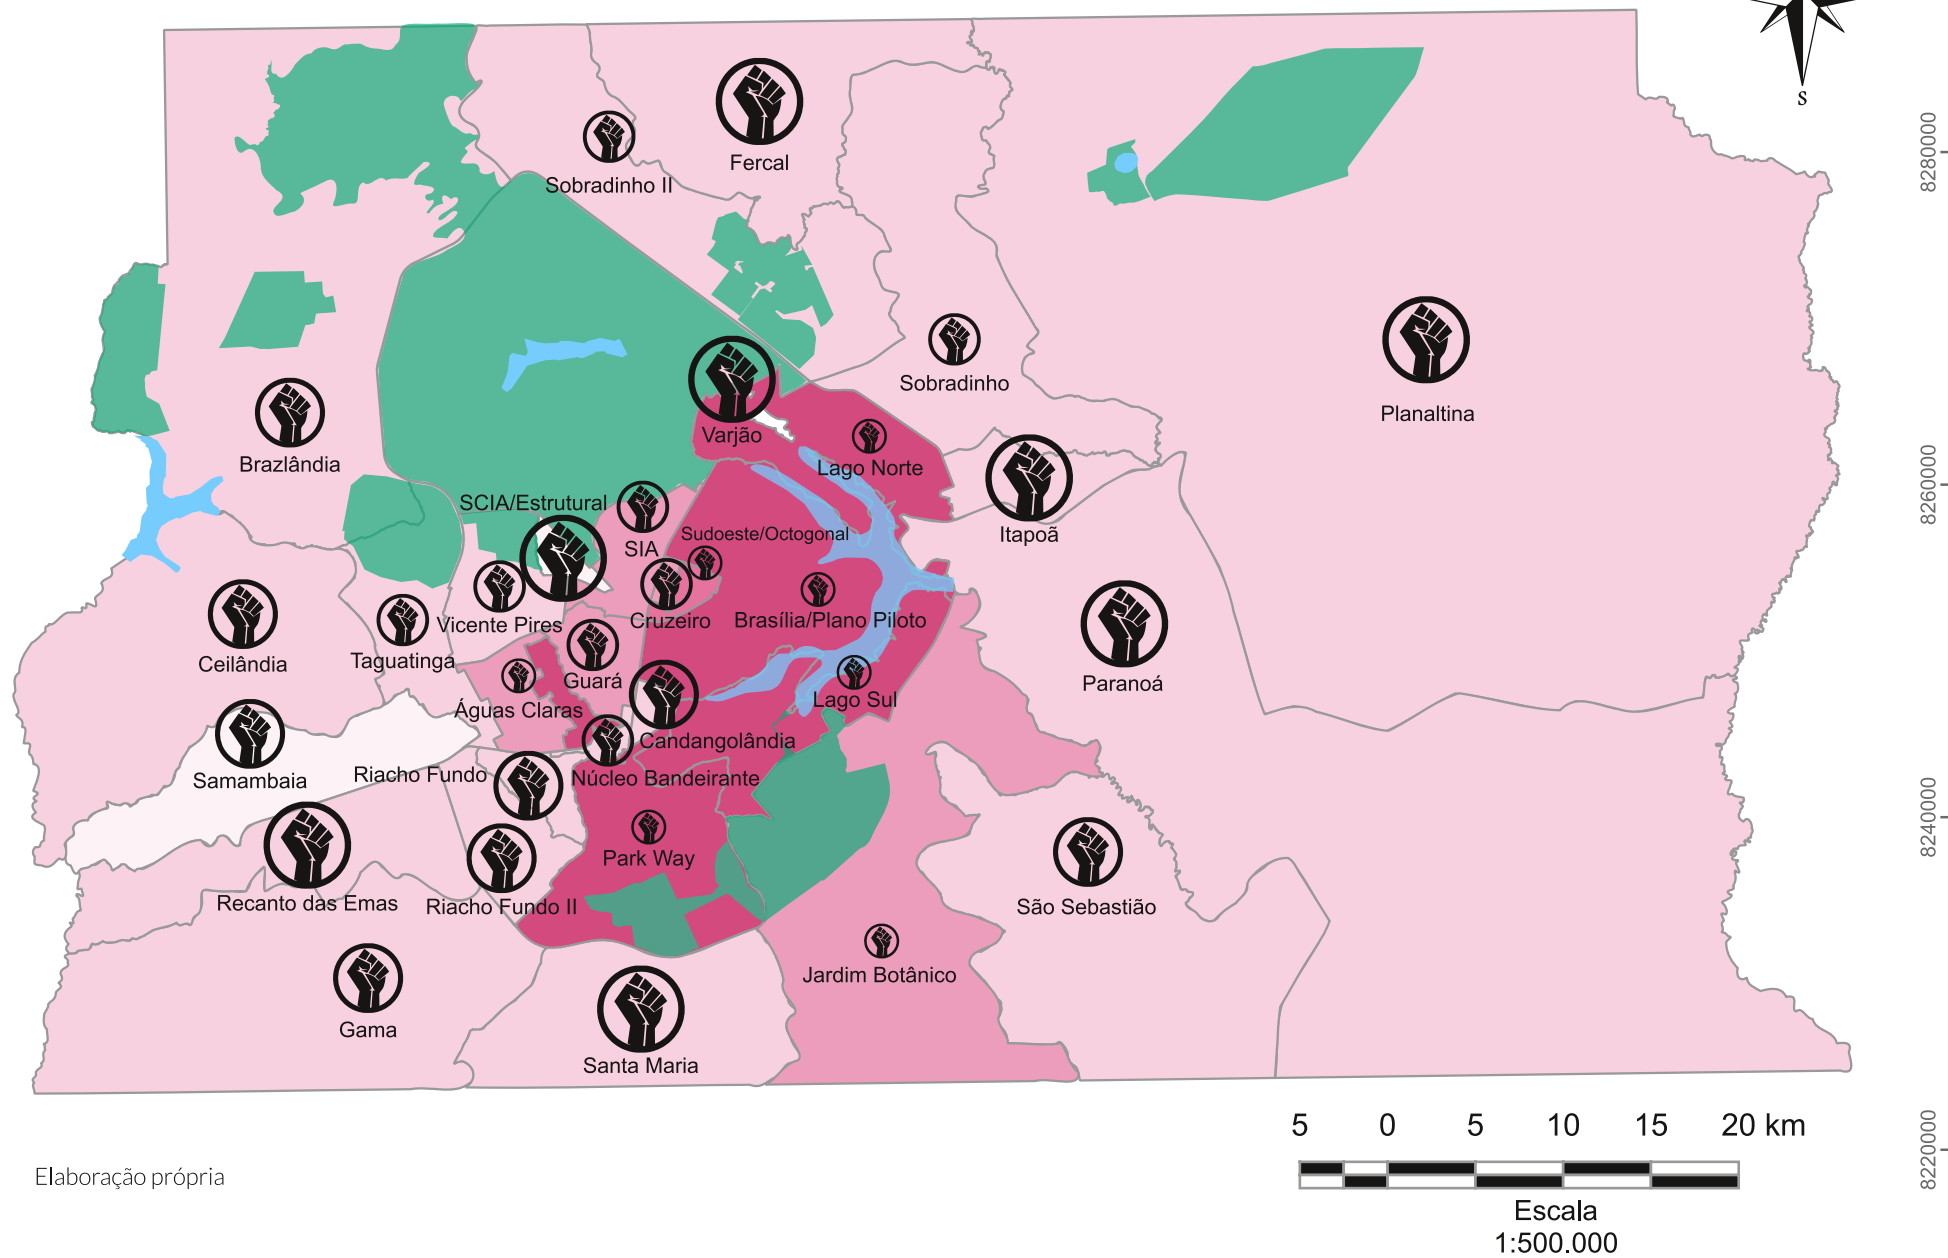 S
8280000
Fercal
Sobradinho II
Sobradinho
Planaltina
Varjão
Lago Norte
Brazlândia
8260000
SCIA/Estrutural
Sudoeste/Octogonal
Itapoã
SIA
Cruzeiro
Brasília/Plano Piloto
Vicente Pires
Ceilândia
Taguatinga
Guará
Paranoá
Lago Sul
Águas Claras
Candangolândia
Samambaia
Riacho Fundo
Núcleo Bandeirante
8240000
Park Way
Recanto das Emas
Riacho Fundo II
São Sebastião
Jardim Botânico
Gama
Santa Maria
5 0 5 10 15 20 km
8220000
Elaboração própria
Escala
1:500.000